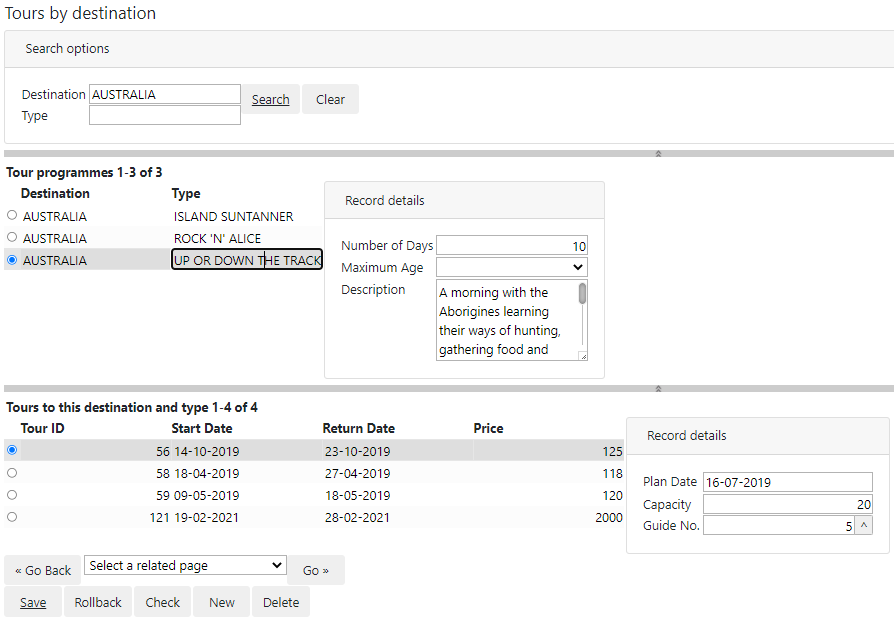 Tours by destination
Search options
Destination AUSTRALIA Search Clear
Type
Tour programmes 1-3 of 3
Destination Type
AUSTRALIA ISLAND SUNTANNER
AUSTRALIA ROCK 'N' ALICE
AUSTRALIA UP OR DOWN THE TRACK
Record details
Number of Days 10
Maximum Age
Description A morning with the
Aborigines learning
their ways of hunting,
gathering food and
Tours to this destination and type 1-4 of 4
Tour ID Start Date Return Date Price
56 14-10-2019 23-10-2019 125
58 18-04-2019 27-04-2019 118
59 09-05-2019 18-05-2019 120
121 19-02-2021 28-02-2021 2000
Record details
Plan Date 16-07-2019
Capacity 20
Guide No. 5 ^
« Go Back Select a related page Go »
Save Rollback Check New Delete